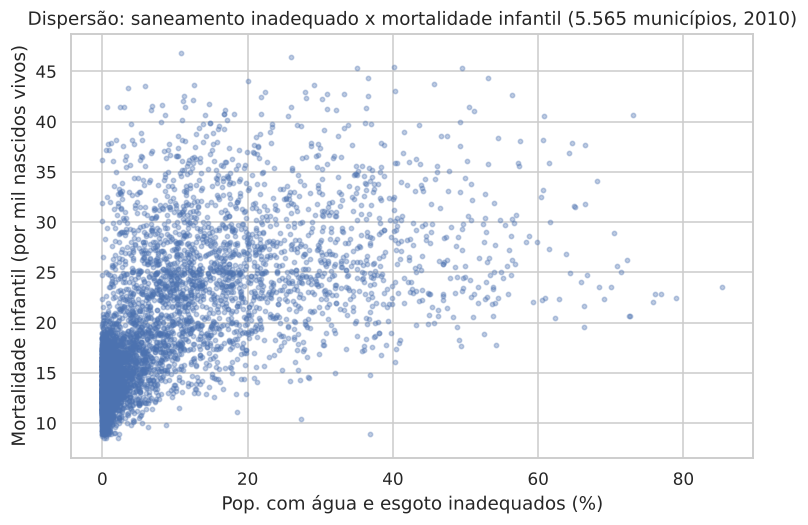 Dispersão: saneamento inadequado x mortalidade infantil (5.565 municípios, 2010)
Mortalidade infantil (por mil nascidos vivos)
45
40
35
30
25
20
15
10
0 20 40 60 80
Pop. com água e esgoto inadequados (%)